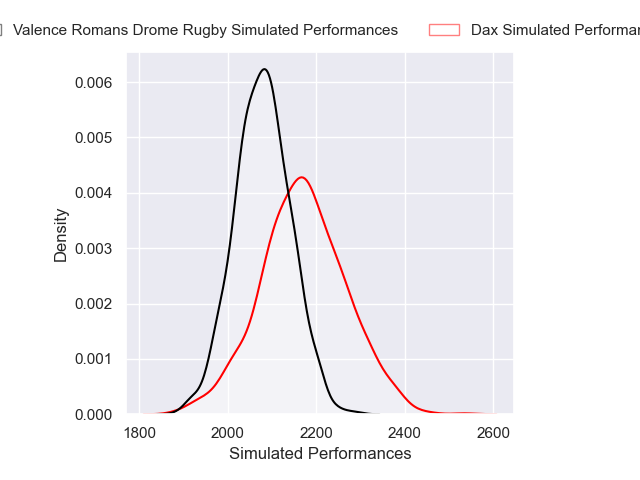 Valence Romans Drome Rugby Simulated Performances
Dax Simulated
0.006
0.005
0.004
0.003
0.002
0.001
0.000
Density
1800 2000 2200 2400 2600
Simulated Performances